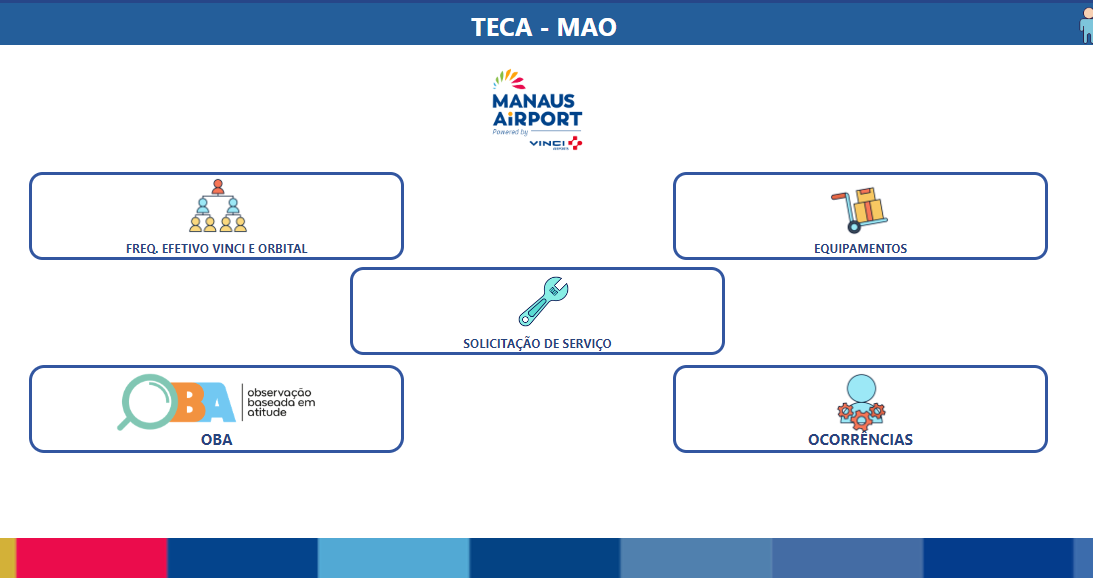 TECA - MAO
MANAUS
AiRPORT
Powered by
VINCI
AIRPORTS
FREQ. EFETIVO VINCI E ORBITAL
EQUIPAMENTOS
SOLICITAÇÃO DE SERVIÇO
OBA
observação
baseada em
atitude
OBA
OCORRÊNCIAS